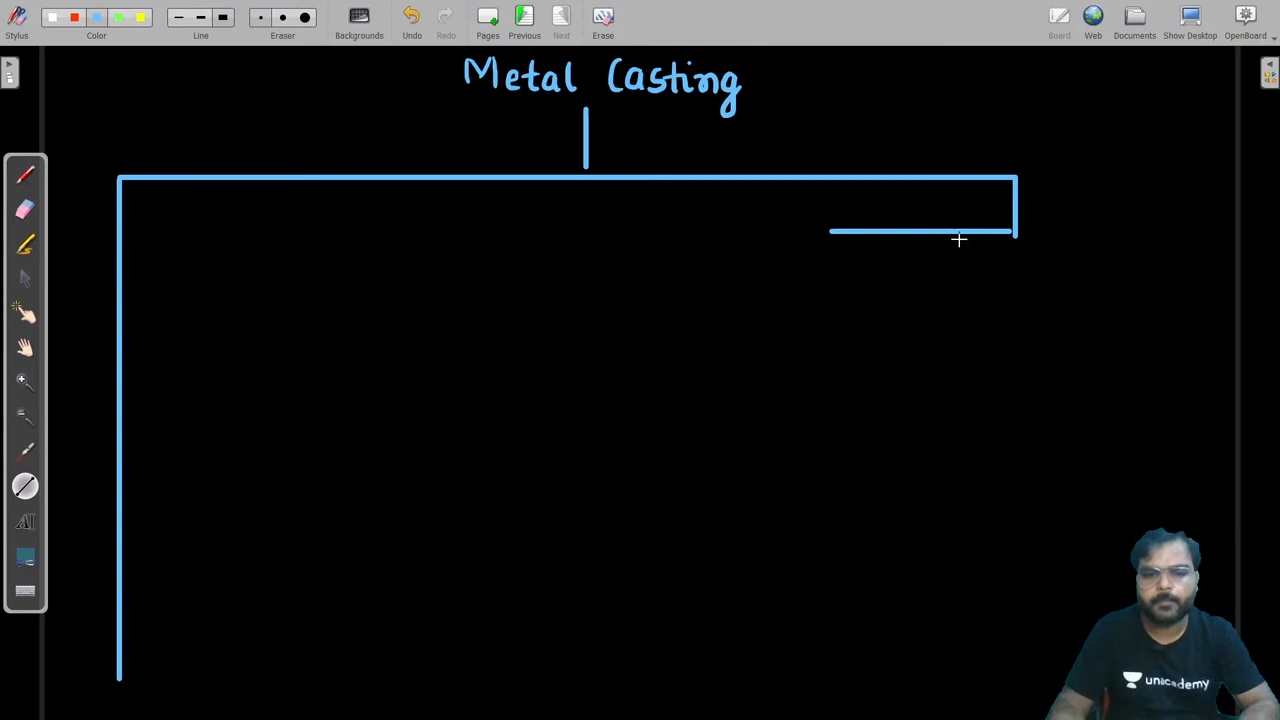 Stylus Color Line Eraser Backgrounds Undo Redo Pages Previous Next Erase Board Web Documents Show Desktop OpenBoard
Metal Casting
AI
unacademy